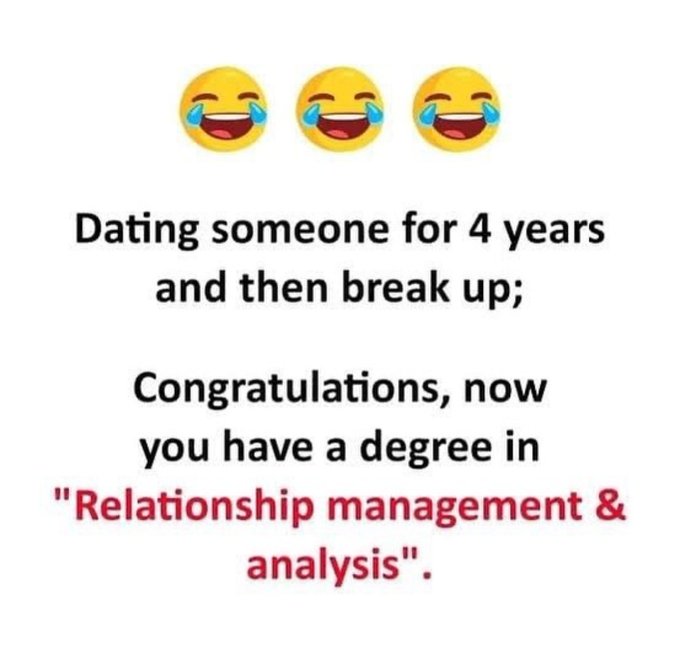 Dating someone for 4 years
and then break up;
Congratulations, now
you have a degree in
"Relationship management &
analysis".